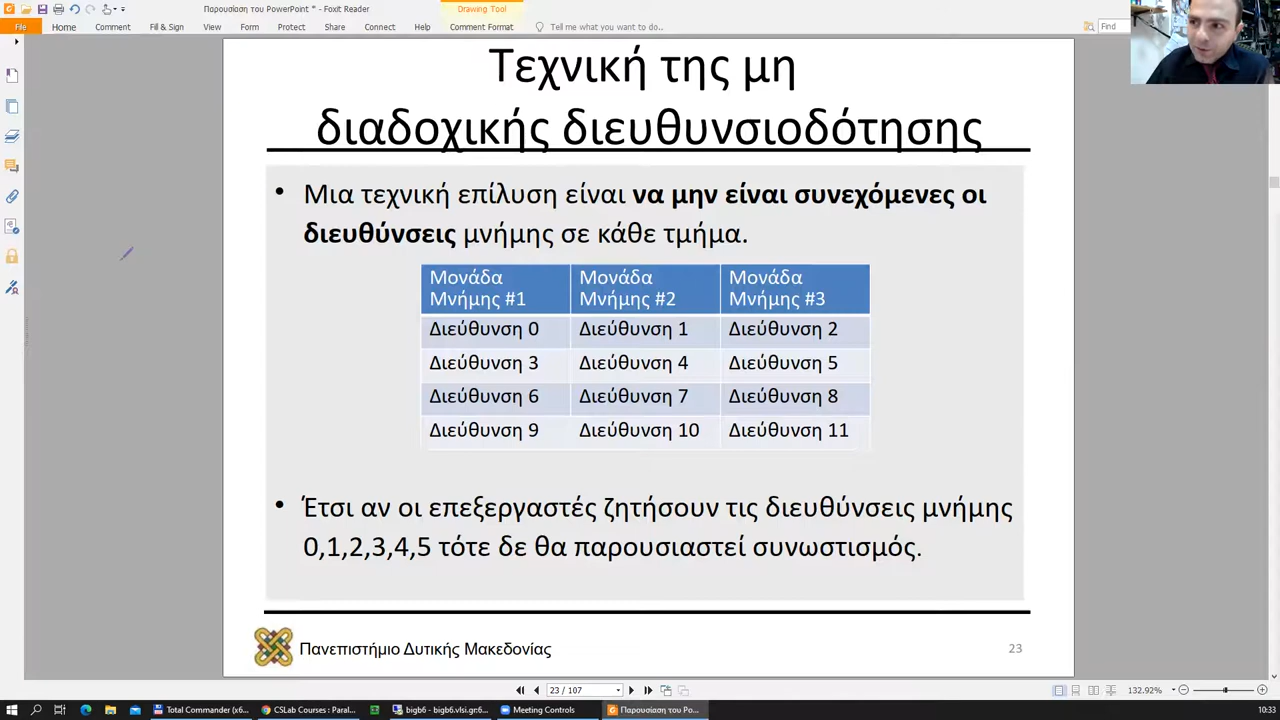 Παρουσίαση του PowerPoint * - Foxit Reader
Drawing Tool
File Home Comment Fill & Sign View Form Protect Share Connect Help Comment Format Tell me what you want to do... Find
Τεχνική της μη
διαδοχικής διευθυνσιοδότησης
• Μια τεχνική επίλυση είναι να μην είναι συνεχόμενες οι
διευθύνσεις μνήμης σε κάθε τμήμα.
Μονάδα Μονάδα Μονάδα
Μνήμης #1 Μνήμης #2 Μνήμης #3
Διεύθυνση 0 Διεύθυνση 1 Διεύθυνση 2
Διεύθυνση 3 Διεύθυνση 4 Διεύθυνση 5
Διεύθυνση 6 Διεύθυνση 7 Διεύθυνση 8
Διεύθυνση 9 Διεύθυνση 10 Διεύθυνση 11
• Έτσι αν οι επεξεργαστές ζητήσουν τις διευθύνσεις μνήμης
0,1,2,3,4,5 τότε δε θα παρουσιαστεί συνωστισμός.
Πανεπιστήμιο Δυτικής Μακεδονίας 23
23 / 107 132.92%
Total Commander (x6... CSLab Courses : Paral... bigb6 - bigb6.vlsi.gr:6... Meeting Controls Παρουσίαση του Po... 10:33